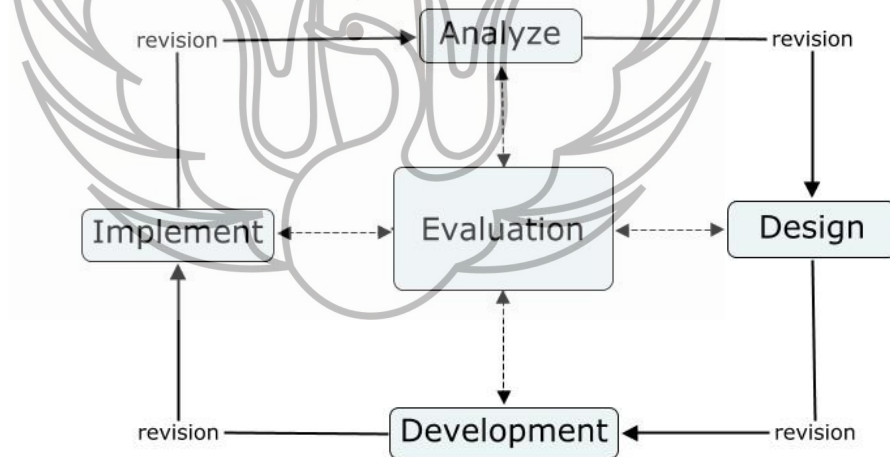 Analyze
revision
revision
Implement
Evaluation
Design
revision
Development
revision